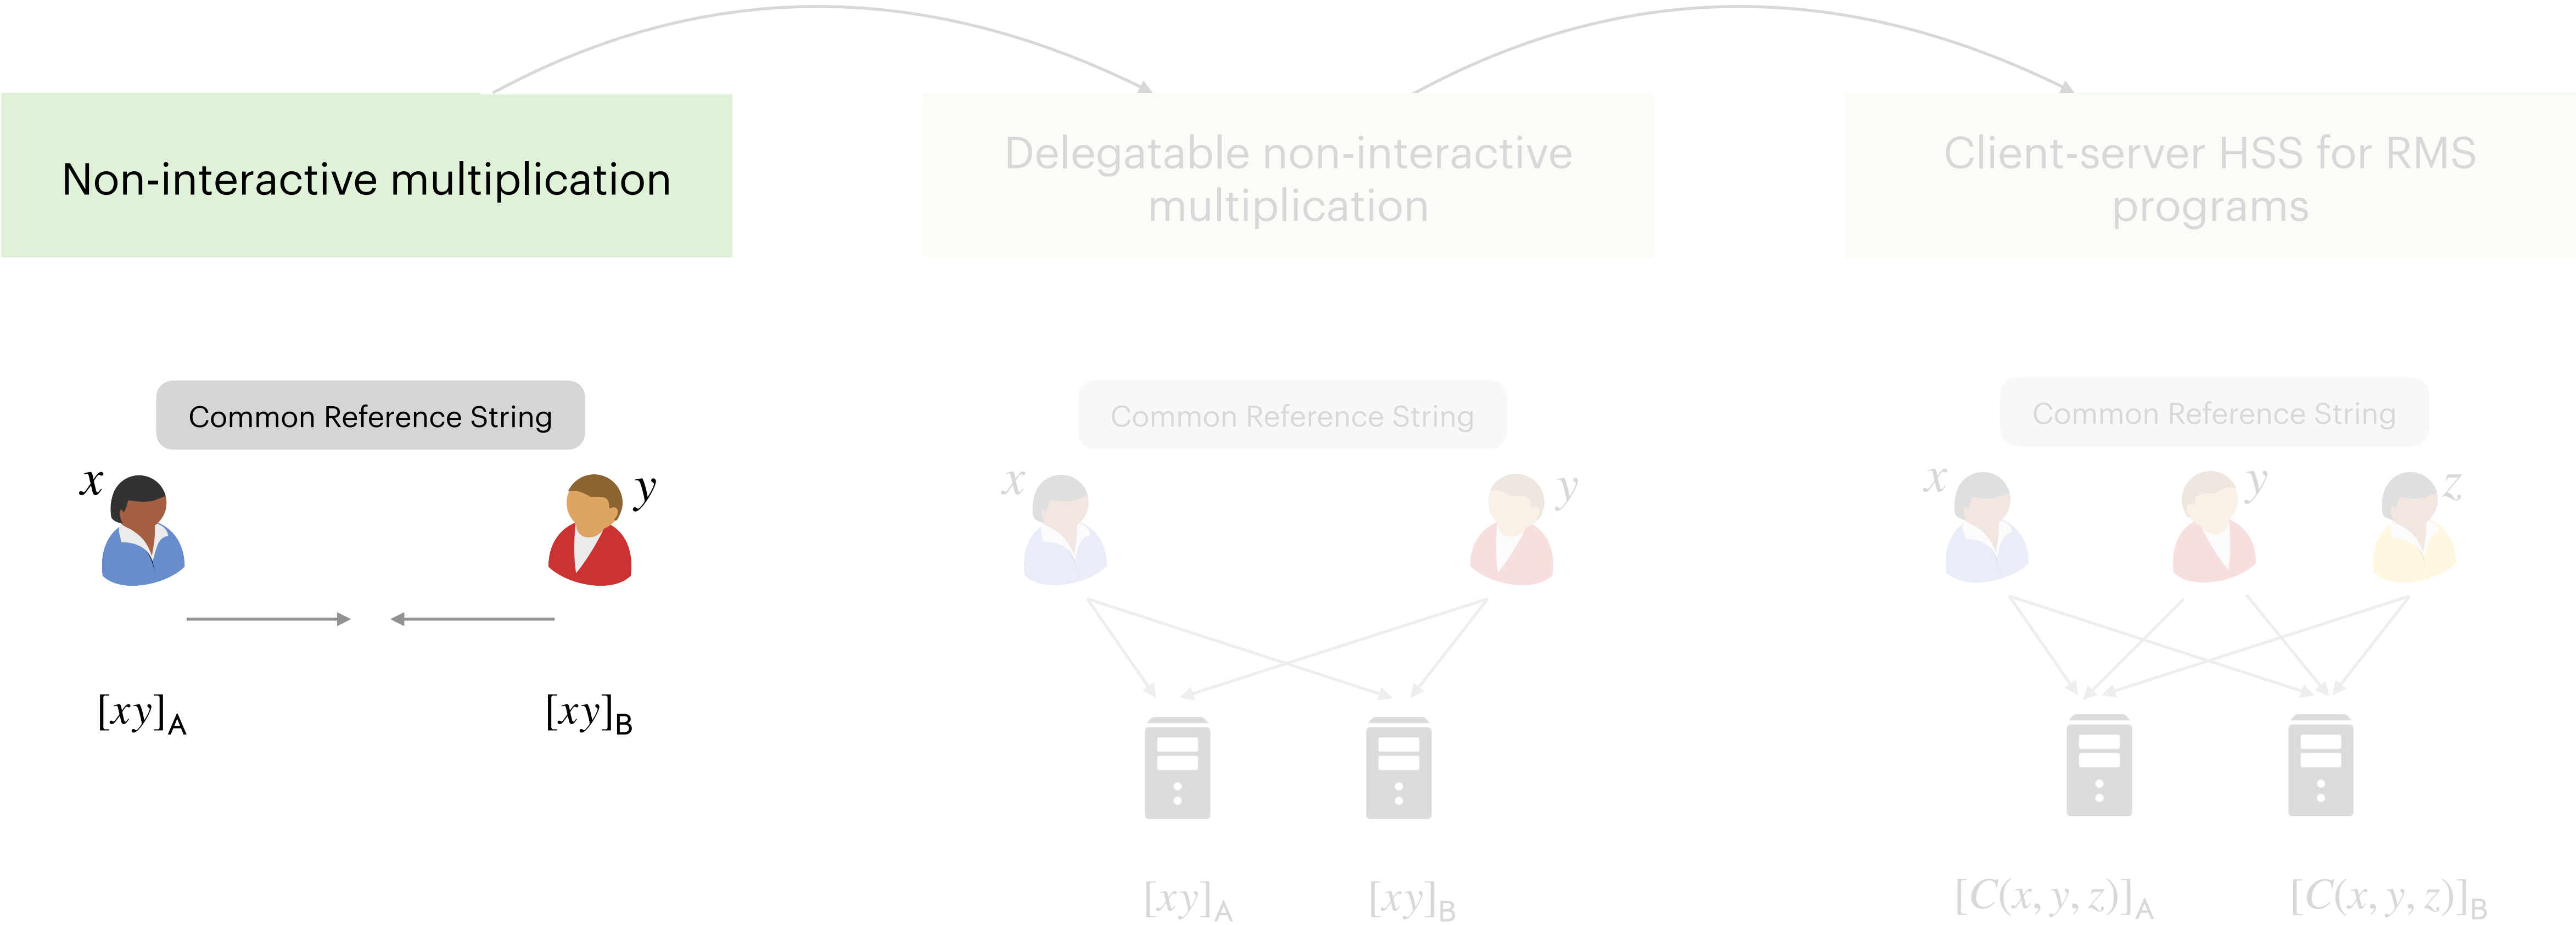 Non-interactive multiplication
Delegatable non-interactive
multiplication
Client-server HSS for RMS
programs
Common Reference String
Common Reference String
Common Reference String
x
y
x
y
x
y
z
[xy]A
[xy]B
[xy]A
[xy]B
[C(x, y, z)]A
[C(x, y, z)]B